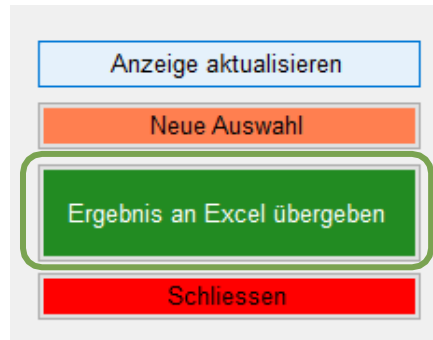 Anzeige aktualisieren
Neue Auswahl
Ergebnis an Excel übergeben
Schliessen